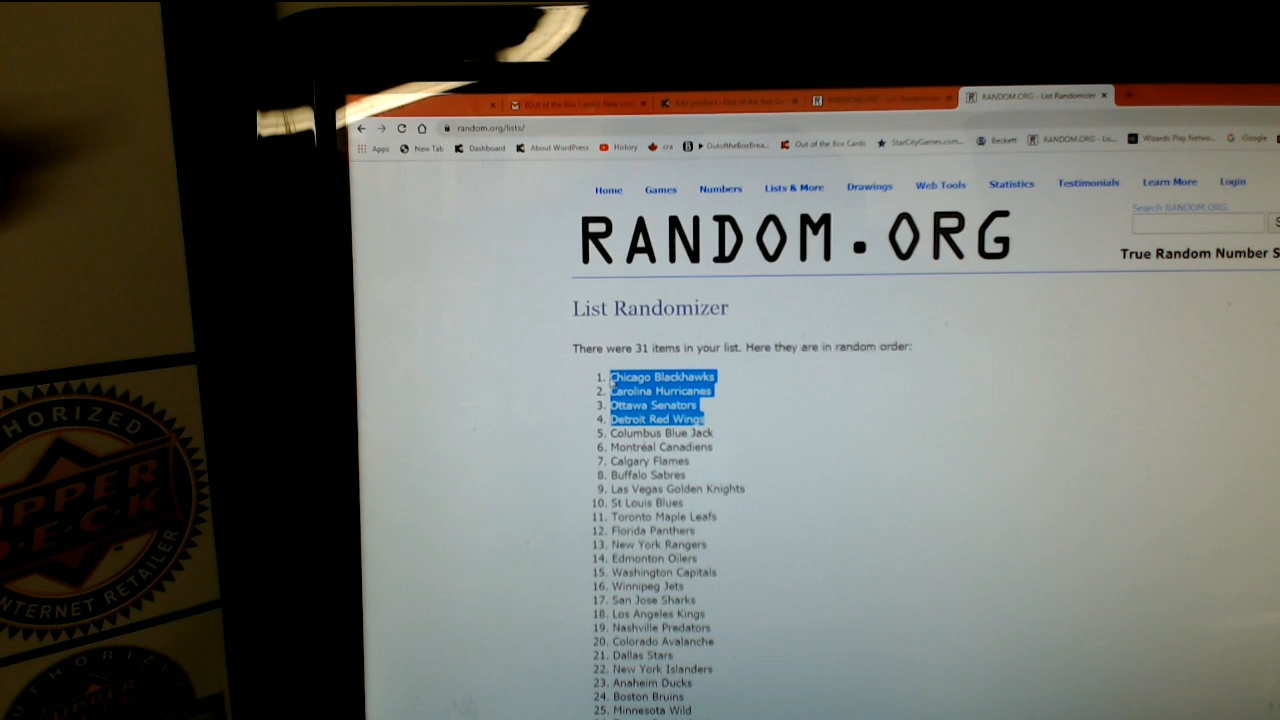 RANDOM.ORG - List Randomizer
random.org/lists/
Apps New Tab Dashboard About WordPress History cra OutoftheBoxBrea... Out of the Box Cards StarCityGames.com... Beckett RANDOM.ORG - Lis... Wizards Play Networ... Google
Home Games Numbers Lists & More Drawings Web Tools Statistics Testimonials Learn More Login
Search RANDOM.ORG
RANDOM.ORG
True Random Number S
List Randomizer
There were 31 items in your list. Here they are in random order:
1. Chicago Blackhawks
2. Carolina Hurricanes
3. Ottawa Senators
4. Detroit Red Wings
5. Columbus Blue Jack
6. Montréal Canadiens
7. Calgary Flames
8. Buffalo Sabres
9. Las Vegas Golden Knights
10. St Louis Blues
11. Toronto Maple Leafs
12. Florida Panthers
13. New York Rangers
14. Edmonton Oilers
15. Washington Capitals
16. Winnipeg Jets
17. San Jose Sharks
18. Los Angeles Kings
19. Nashville Predators
20. Colorado Avalanche
21. Dallas Stars
22. New York Islanders
23. Anaheim Ducks
24. Boston Bruins
25. Minnesota Wild
HORIZED
UPPER
DECK
INTERNET RETAILER
THORIZE
UPPER